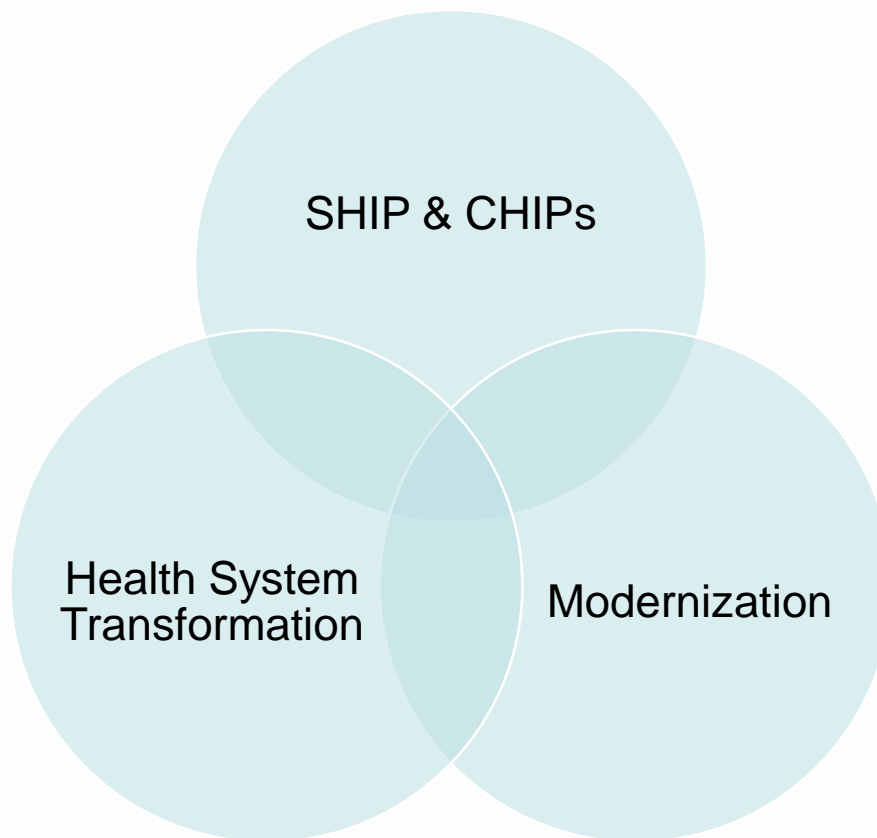 SHIP & CHIPs
Health System
Transformation
Modernization